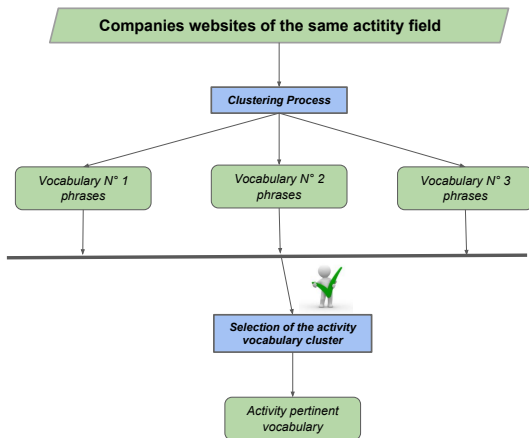 Companies websites of the same actitity field
Clustering Process
Vocabulary N° 1
phrases
Vocabulary N° 2
phrases
Vocabulary N° 3
phrases
Selection of the activity
vocabulary cluster
Activity pertinent
vocabulary